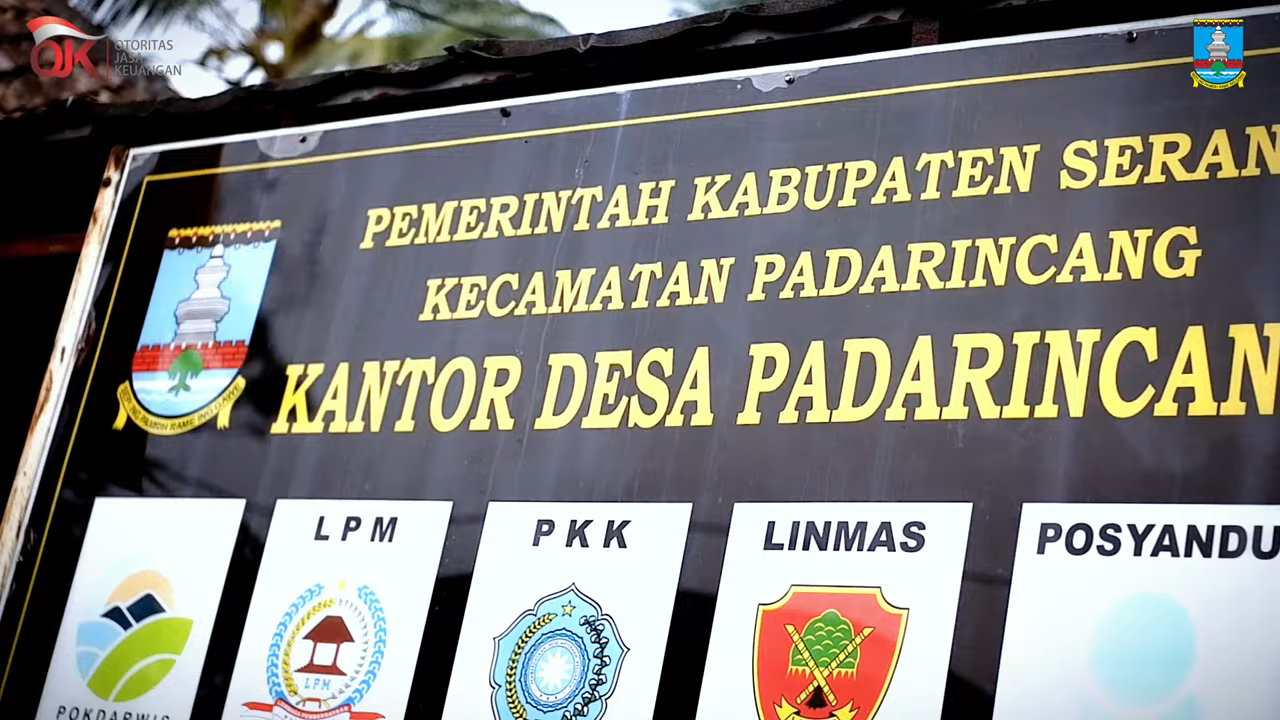 OJK
OTORITAS
JASA
KEUANGAN
PEMERINTAH KABUPATEN SERAN
KECAMATAN PADARINCANG
KANTOR DESA PADARINCAN
L P M
P K K
LINMAS
POSYANDU
LPM
POKDARWIS